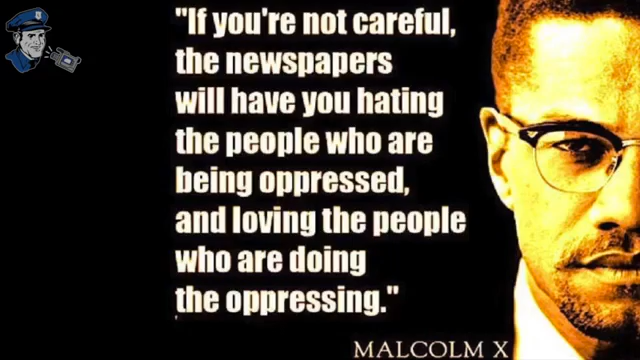 "If you're not careful,
the newspapers
will have you hating
the people who are
being oppressed,
and loving the people
who are doing
the oppressing."
MALCOLM X